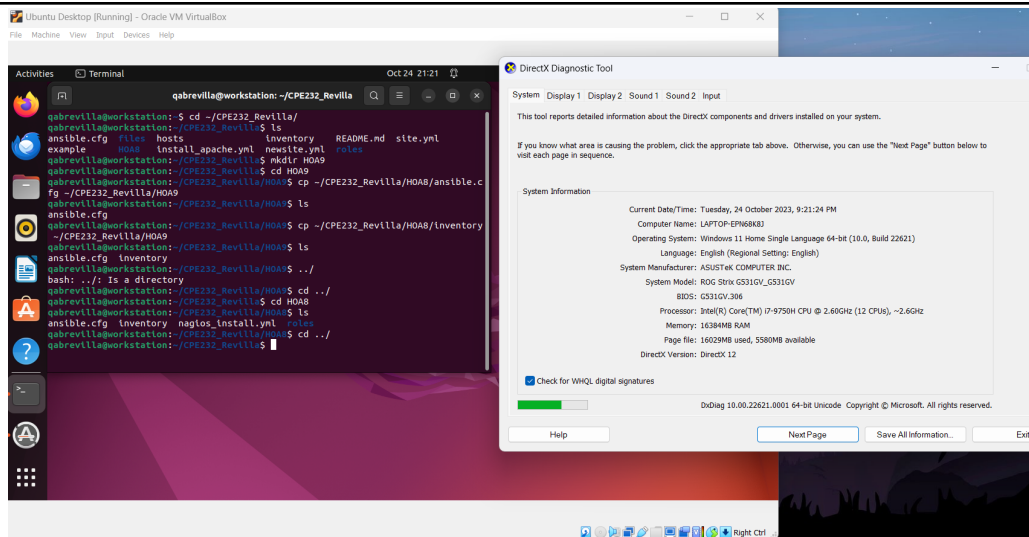 Ubuntu Desktop [Running] - Oracle VM VirtualBox
File Machine View Input Devices Help
Activities Terminal Oct 24 21:21
qabrevilla@workstation: ~/CPE232_Revilla
qabrevilla@workstation:~$ cd ~/CPE232_Revilla/
qabrevilla@workstation:~/CPE232_Revilla$ ls
ansible.cfg files hosts inventory README.md site.yml
example HOA8 install_apache.yml newsite.yml roles
qabrevilla@workstation:~/CPE232_Revilla$ mkdir HOA9
qabrevilla@workstation:~/CPE232_Revilla$ cd HOA9
qabrevilla@workstation:~/CPE232_Revilla/HOA9$ cp ~/CPE232_Revilla/HOA8/ansible.c
fg ~/CPE232_Revilla/HOA9
qabrevilla@workstation:~/CPE232_Revilla/HOA9$ ls
ansible.cfg
qabrevilla@workstation:~/CPE232_Revilla/HOA9$ cp ~/CPE232_Revilla/HOA8/inventory
~/CPE232_Revilla/HOA9
qabrevilla@workstation:~/CPE232_Revilla/HOA9$ ls
ansible.cfg inventory
qabrevilla@workstation:~/CPE232_Revilla/HOA9$ ../
bash: ../: Is a directory
qabrevilla@workstation:~/CPE232_Revilla/HOA9$ cd ../
qabrevilla@workstation:~/CPE232_Revilla$ cd HOA8
qabrevilla@workstation:~/CPE232_Revilla/HOA8$ ls
ansible.cfg inventory nagios_install.yml roles
qabrevilla@workstation:~/CPE232_Revilla/HOA8$ cd ../
qabrevilla@workstation:~/CPE232_Revilla$
Right Ctrl
DirectX Diagnostic Tool
System Display 1 Display 2 Sound 1 Sound 2 Input
This tool reports detailed information about the DirectX components and drivers installed on your system.
If you know what area is causing the problem, click the appropriate tab above. Otherwise, you can use the "Next Page" button below to
visit each page in sequence.
System Information
Current Date/Time: Tuesday, 24 October 2023, 9:21:24 PM
Computer Name: LAPTOP-EPN68K8J
Operating System: Windows 11 Home Single Language 64-bit (10.0, Build 22621)
Language: English (Regional Setting: English)
System Manufacturer: ASUSTeK COMPUTER INC.
System Model: ROG Strix G531GV_G531GV
BIOS: G531GV.306
Processor: Intel(R) Core(TM) i7-9750H CPU @ 2.60GHz (12 CPUs), ~2.6GHz
Memory: 16384MB RAM
Page file: 16029MB used, 5580MB available
DirectX Version: DirectX 12
Check for WHQL digital signatures
DxDiag 10.00.22621.0001 64-bit Unicode Copyright © Microsoft. All rights reserved.
Help Next Page Save All Information... Exit